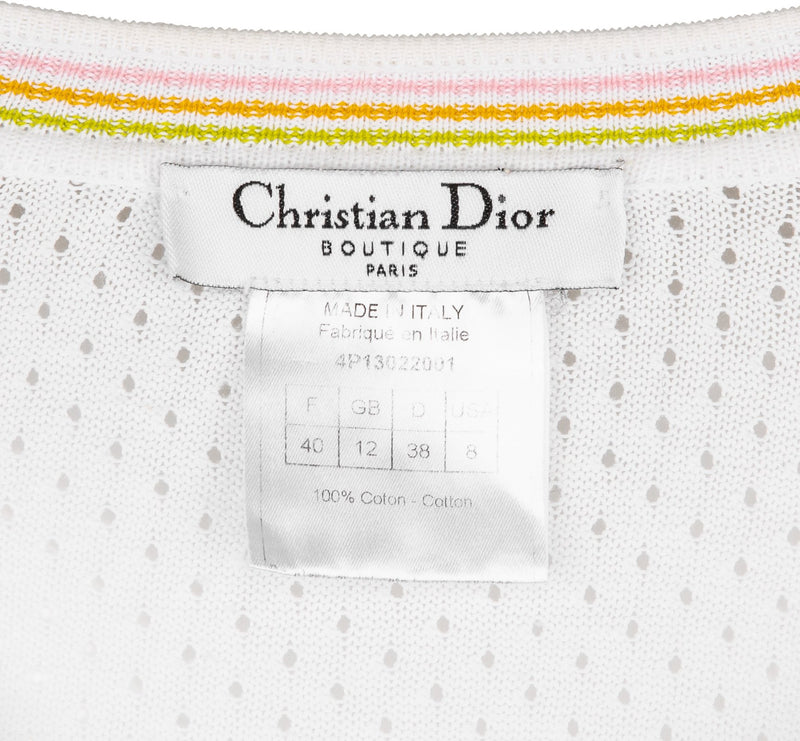 Christian Dior
BOUTIQUE
PARIS
MADE IN ITALY
Fabrique en Italie
4P13022001
F GB D USA
40 12 38 8
100% Coton - Cotton